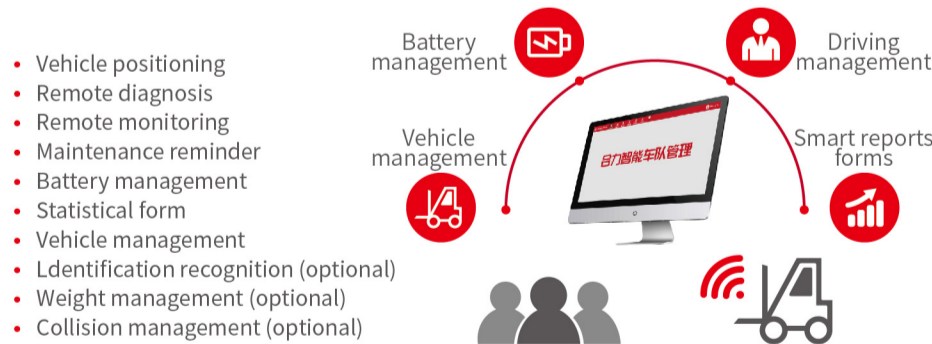 Vehicle positioning
Remote diagnosis
Remote monitoring
Maintenance reminder
Battery management
Statistical form
Vehicle management
Ldentification recognition (optional)
Weight management (optional)
Collision management (optional)
Battery
management
Driving
management
Vehicle
management
Smart reports
forms
合力智能车队管理